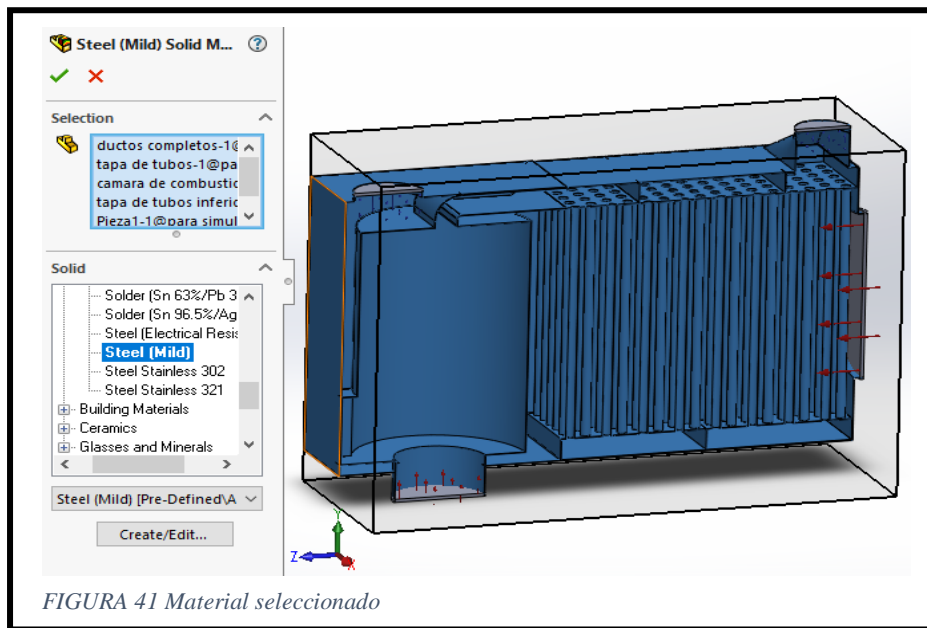 Steel (Mild) Solid M...
Selection
ductos completos-1@
tapa de tubos-1@pa
camara de combustic
tapa de tubos inferic
Pieza1-1@para simul
Solid
Solder (Sn 63%/Pb 3
Solder (Sn 96.5%/Ag
Steel (Electrical Resis
Steel (Mild)
Steel Stainless 302
Steel Stainless 321
Building Materials
Ceramics
Glasses and Minerals
Steel (Mild) [Pre-Defined\A
Create/Edit...
Y
Z
X
FIGURA 41 Material seleccionado